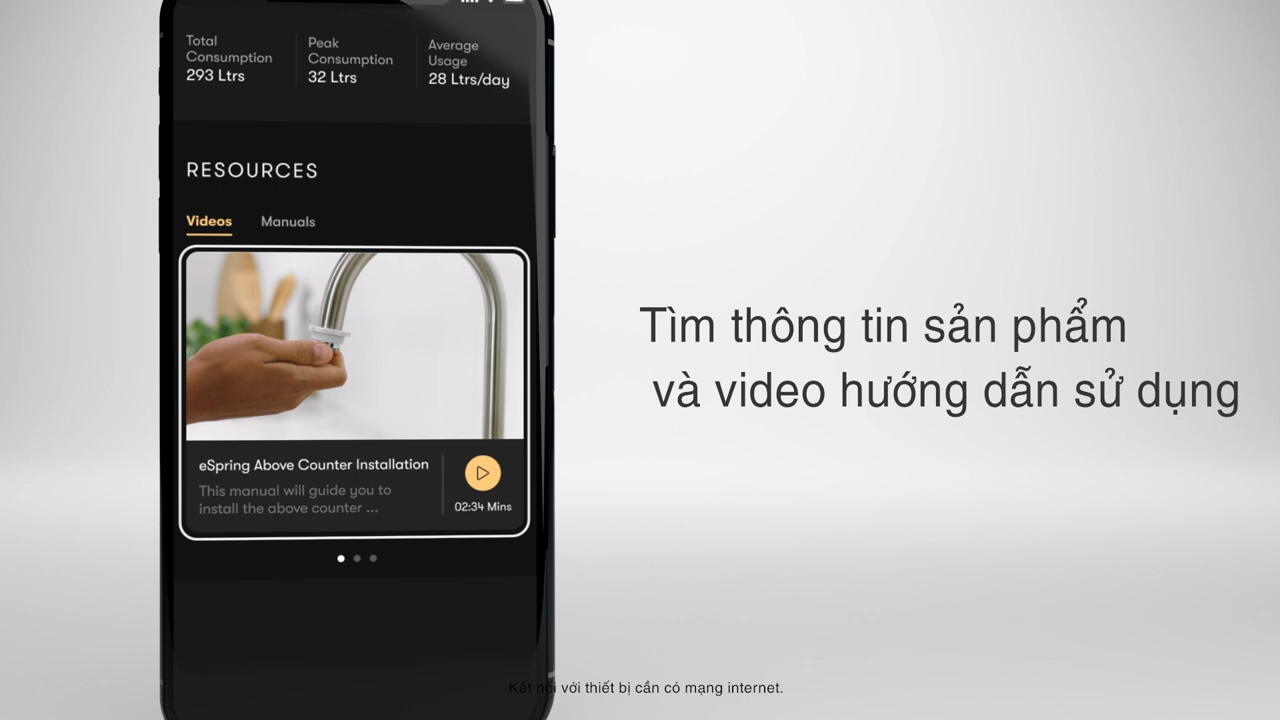 Total
Consumption
293 Ltrs
Peak
Consumption
32 Ltrs
Average
Usage
28 Ltrs/day
RESOURCES
Videos
Manuals
eSpring Above Counter Installation
This manual will guide you to
install the above counter ...
02:34 Mins
Tìm thông tin sản phẩm
và video hướng dẫn sử dụng
Kết nối với thiết bị cần có mạng internet.